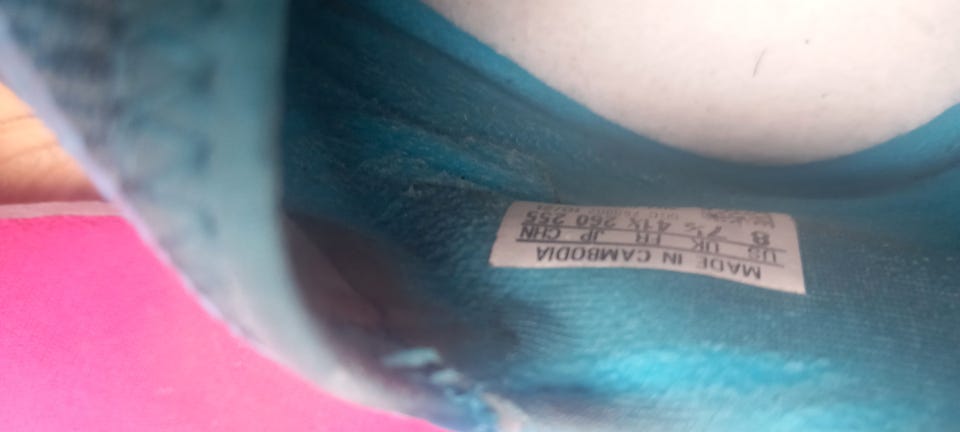 MADE IN CAMBODIA
US UK FR JP CHN
8 7½ 41⅓ 260 255